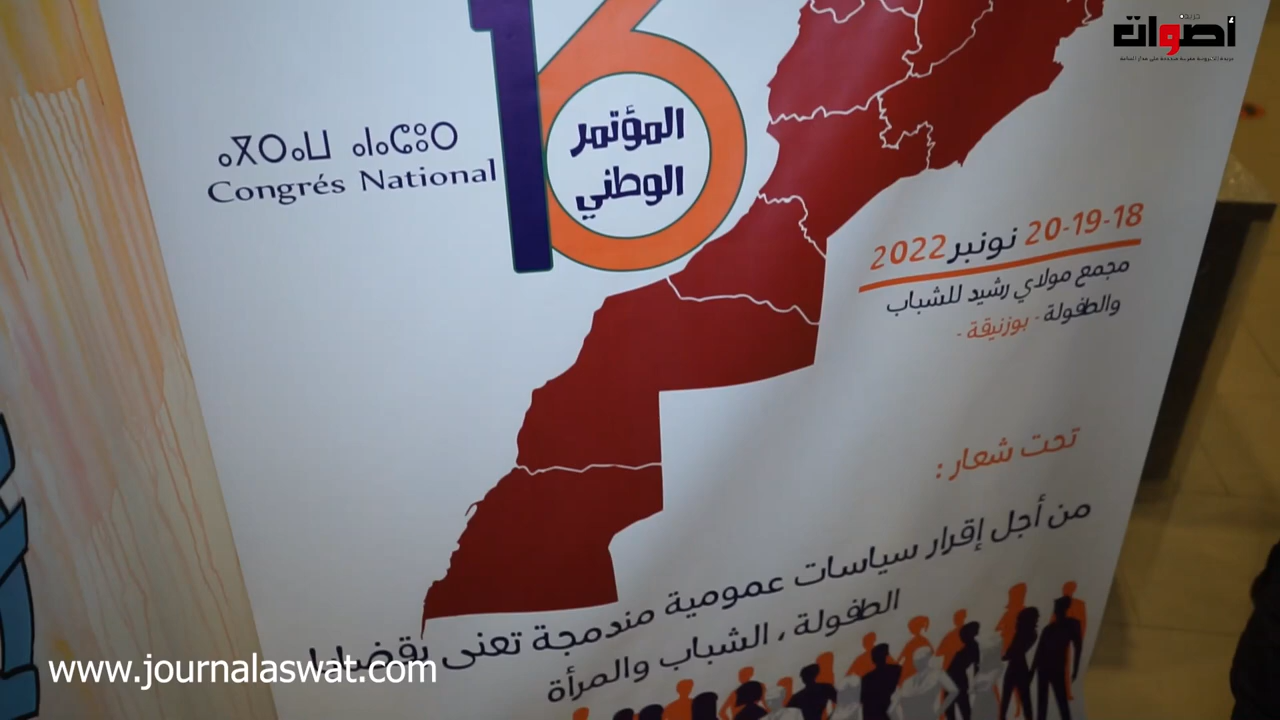 أصوات
16
المؤتمر
الوطني
ⴰⴳⵔⴰⵡ ⴰⵏⴰⵎⵓⵔ
Congrés National
18-19-20 نونبر 2022
مجمع مولاي رشيد للشباب
والطفولة - بوزنيقة -
تحت شعار :
من أجل إقرار سياسات عمومية مندمجة تعنى بقضايا
الطفولة ، الشباب والمرأة
www.journalaswat.com